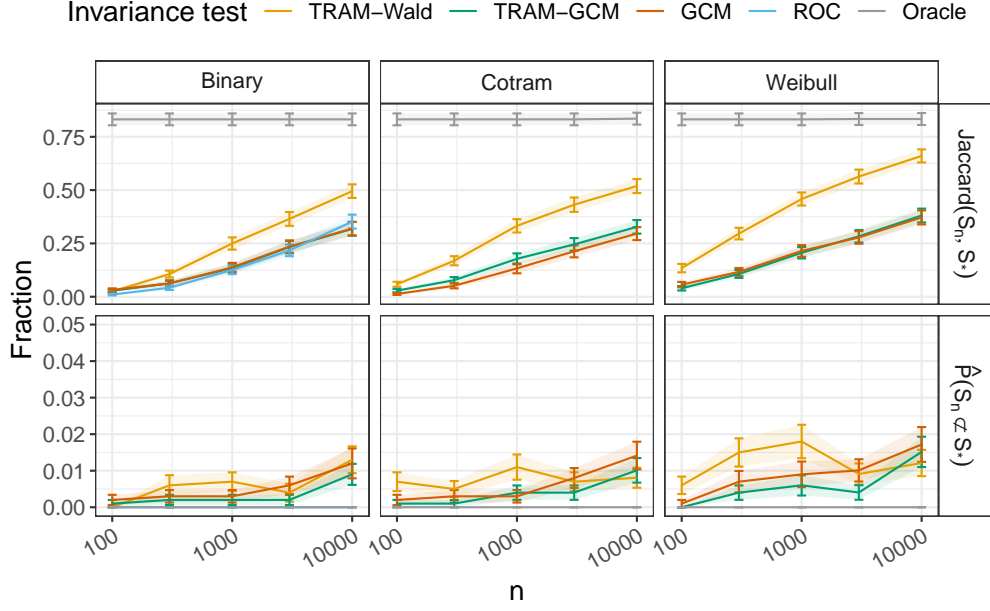 Invariance test TRAM−Wald TRAM−GCM GCM ROC Oracle
Binary Cotram Weibull
Fraction
0.75
0.50
0.25
0.00
Jaccard(Sn, S*)
0.05
0.04
0.03
0.02
0.01
0.00
P̂(Sn ⊄ S*)
100 1000 10000 100 1000 10000 100 1000 10000
n